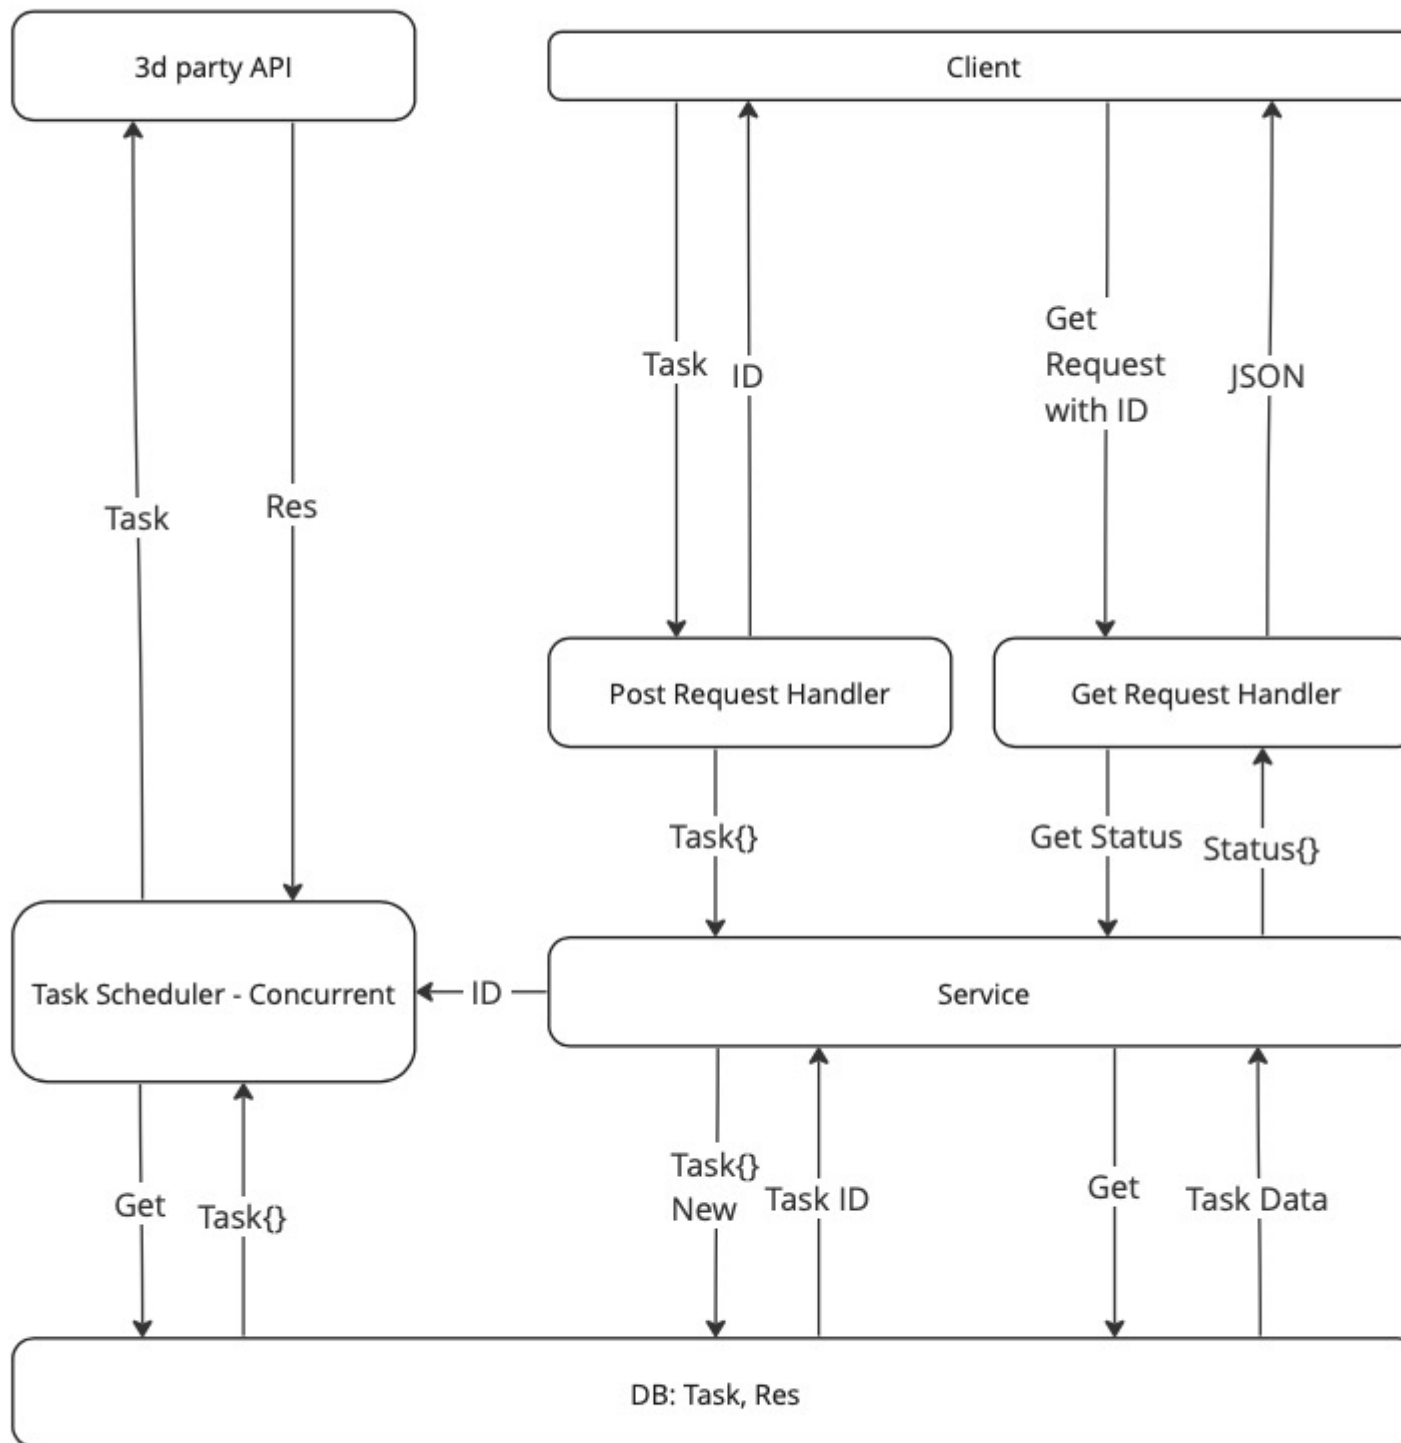 3d party API
Client
Task
ID
Get
Request
with ID
JSON
Task
Res
Post Request Handler
Get Request Handler
Task{}
Get Status
Status{}
Task Scheduler - Concurrent
ID
Service
Get
Task{}
Task{}
New
Task ID
Get
Task Data
DB: Task, Res